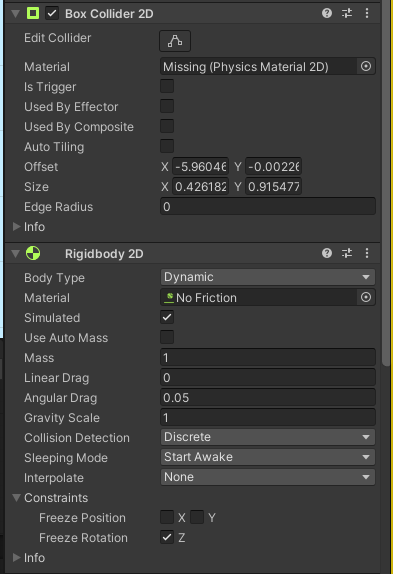 Box Collider 2D
Edit Collider
Material Missing (Physics Material 2D)
Is Trigger
Used By Effector
Used By Composite
Auto Tiling
Offset X -5.96046 Y -0.00226
Size X 0.426182 Y 0.915477
Edge Radius 0
Info
Rigidbody 2D
Body Type Dynamic
Material No Friction
Simulated
Use Auto Mass
Mass 1
Linear Drag 0
Angular Drag 0.05
Gravity Scale 1
Collision Detection Discrete
Sleeping Mode Start Awake
Interpolate None
Constraints
Freeze Position X Y
Freeze Rotation Z
Info